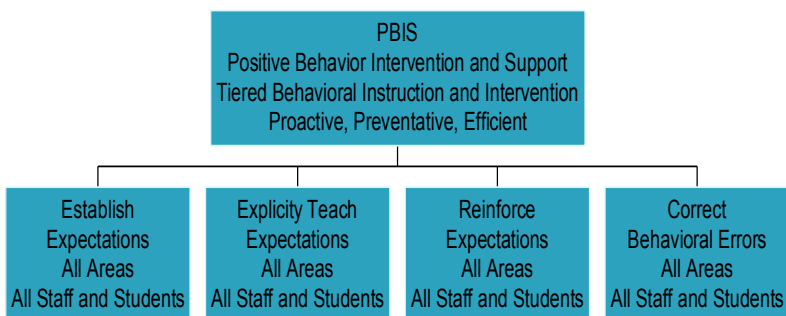 PBIS
Positive Behavior Intervention and Support
Tiered Behavioral Instruction and Intervention
Proactive, Preventative, Efficient
Establish
Expectations
All Areas
All Staff and Students
Explicity Teach
Expectations
All Areas
All Staff and Students
Reinforce
Expectations
All Areas
All Staff and Students
Correct
Behavioral Errors
All Areas
All Staff and Students